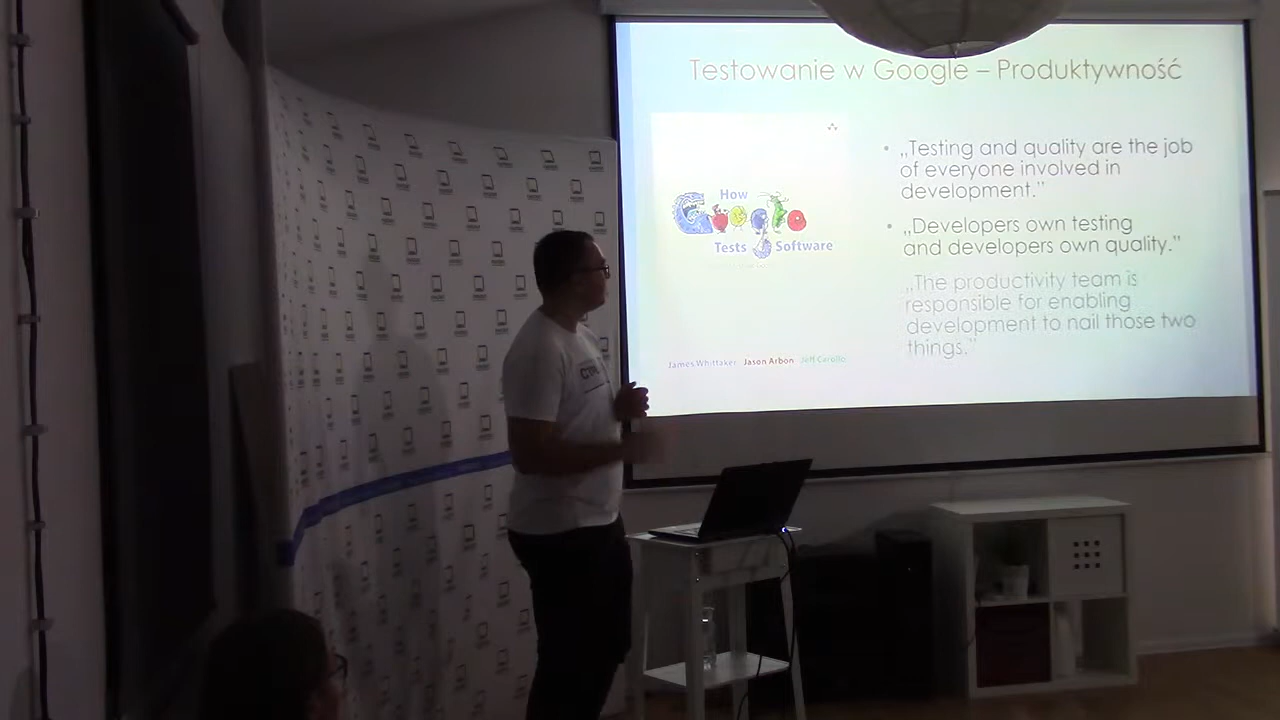 Testowanie w Google – Produktywność
How
Google
Tests Software
James Whittaker Jason Arbon Jeff Carollo
• „Testing and quality are the job
of everyone involved in
development.”
• „Developers own testing
and developers own quality.”
„The productivity team is
responsible for enabling
development to nail those two
things.”